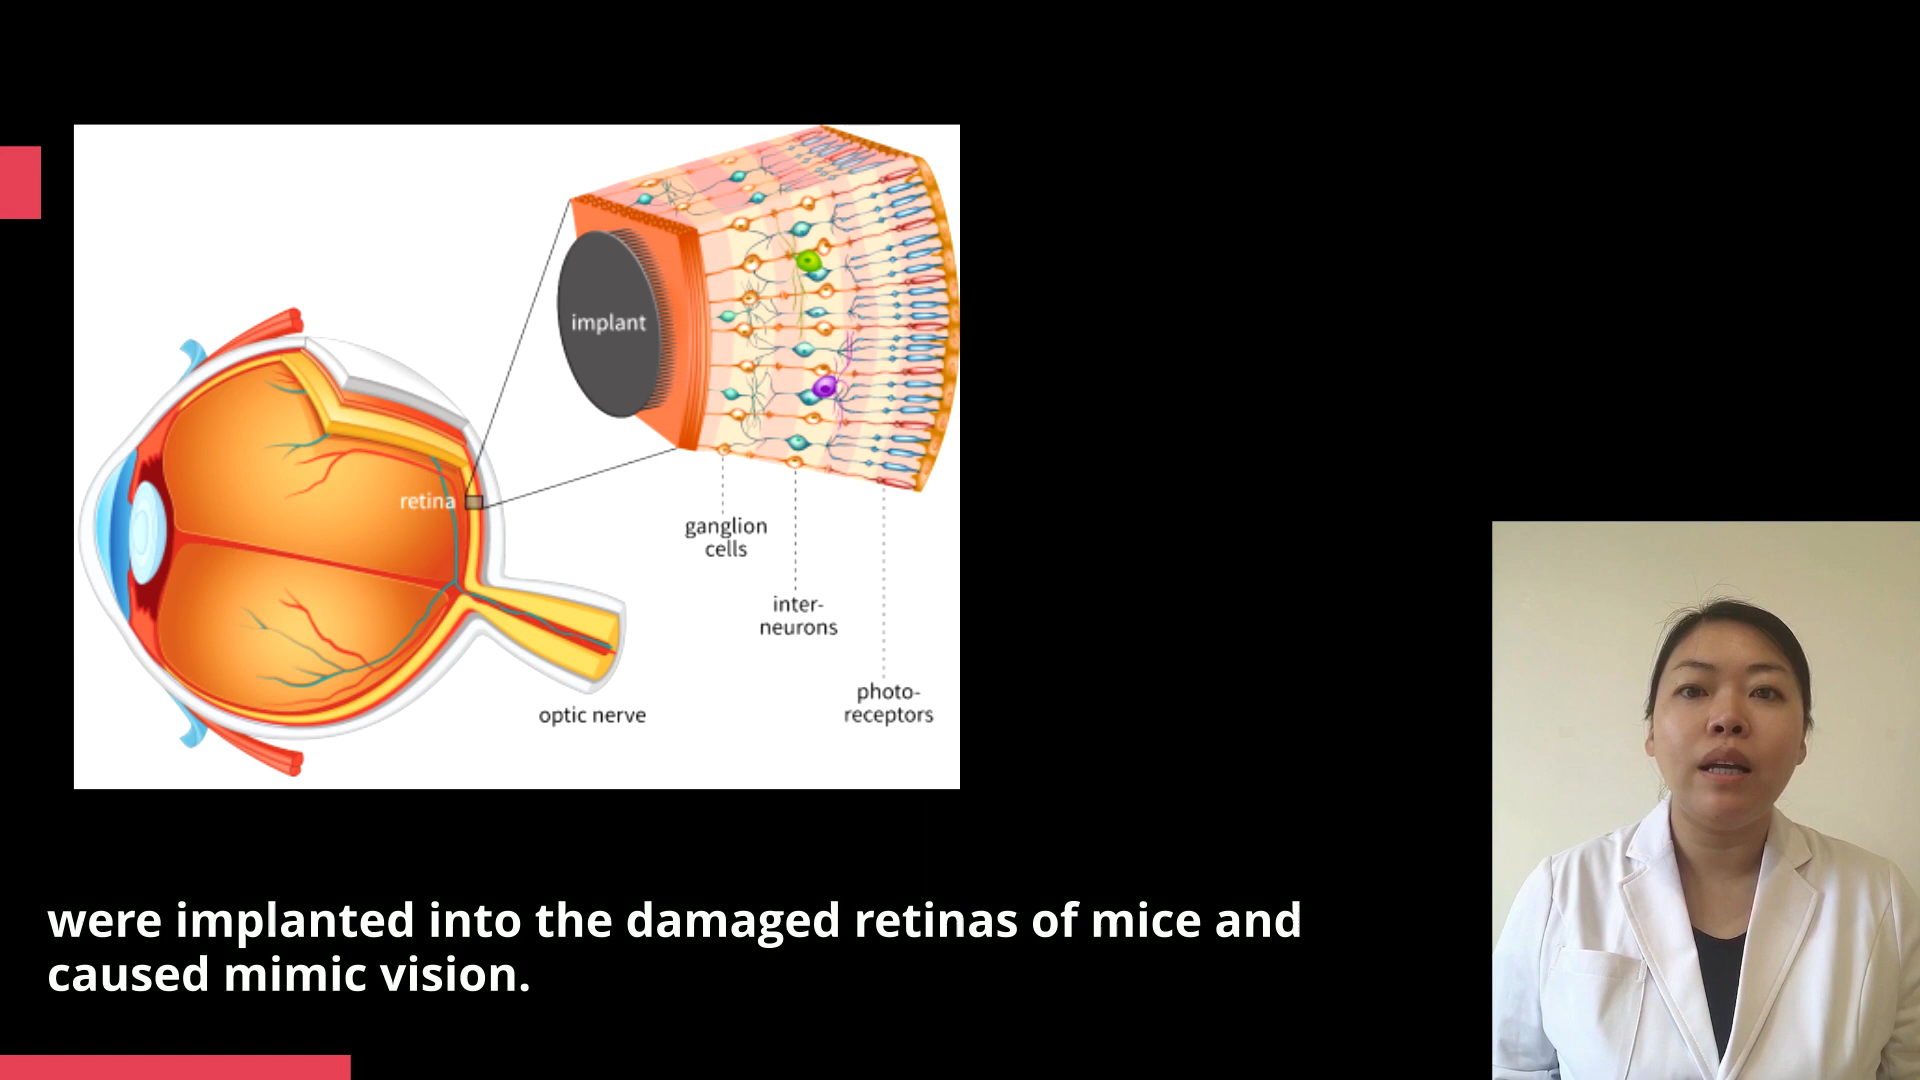 implant
retina
ganglion
cells
inter-
neurons
photo-
receptors
optic nerve
were implanted into the damaged retinas of mice and
caused mimic vision.